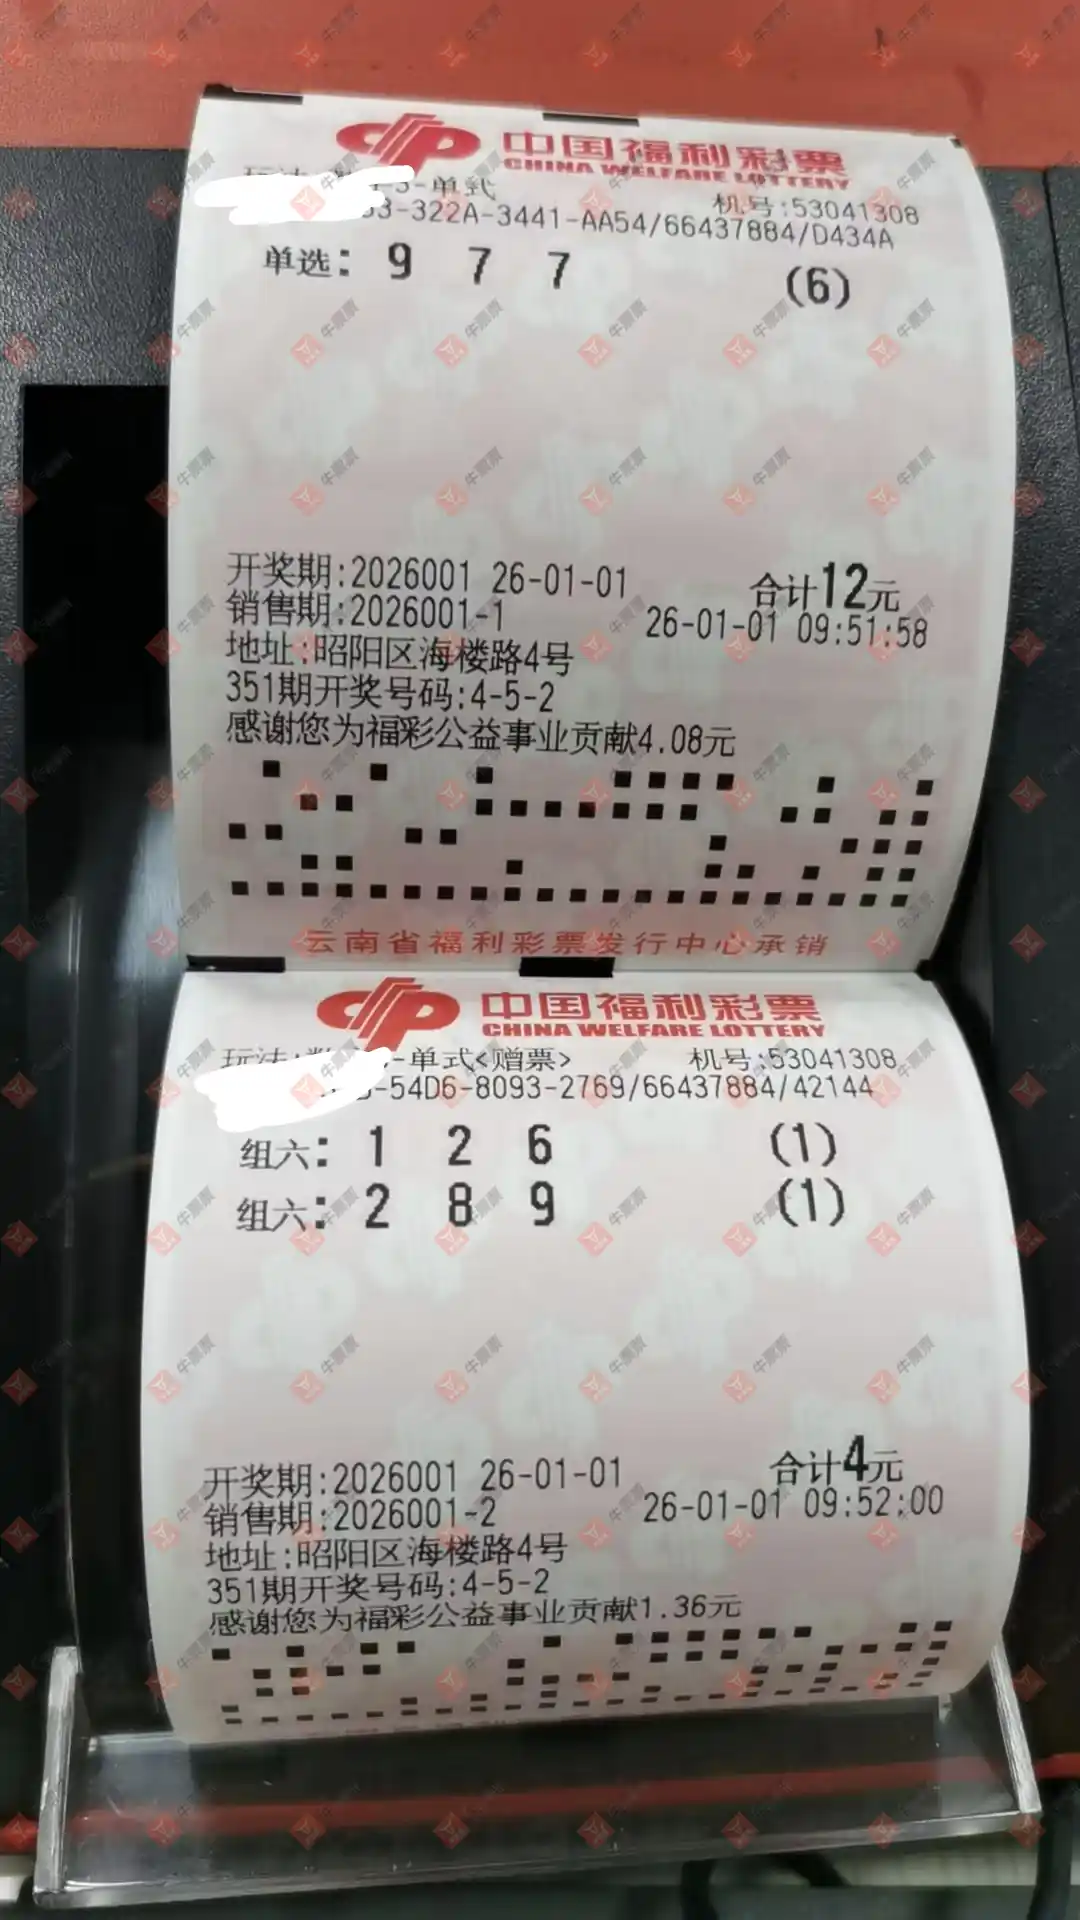 中国福利彩票
CHINA WELFARE LOTTERY
3-单式
机号:53041308
53-322A-3441-AA54/66437884/D434A
单选: 9 7 7 (6)
开奖期:2026001 26-01-01 合计12元
销售期:2026001-1 26-01-01 09:51:58
地址:昭阳区海楼路4号
351期开奖号码:4-5-2
感谢您为福彩公益事业贡献4.08元
云南省福利彩票发行中心承销
中国福利彩票
CHINA WELFARE LOTTERY
玩法:数 -单式<赠票> 机号:53041308
-54D6-8093-2769/66437884/42144
组六: 1 2 6 (1)
组六: 2 8 9 (1)
开奖期:2026001 26-01-01 合计4元
销售期:2026001-2 26-01-01 09:52:00
地址:昭阳区海楼路4号
351期开奖号码:4-5-2
感谢您为福彩公益事业贡献1.36元
牛票票